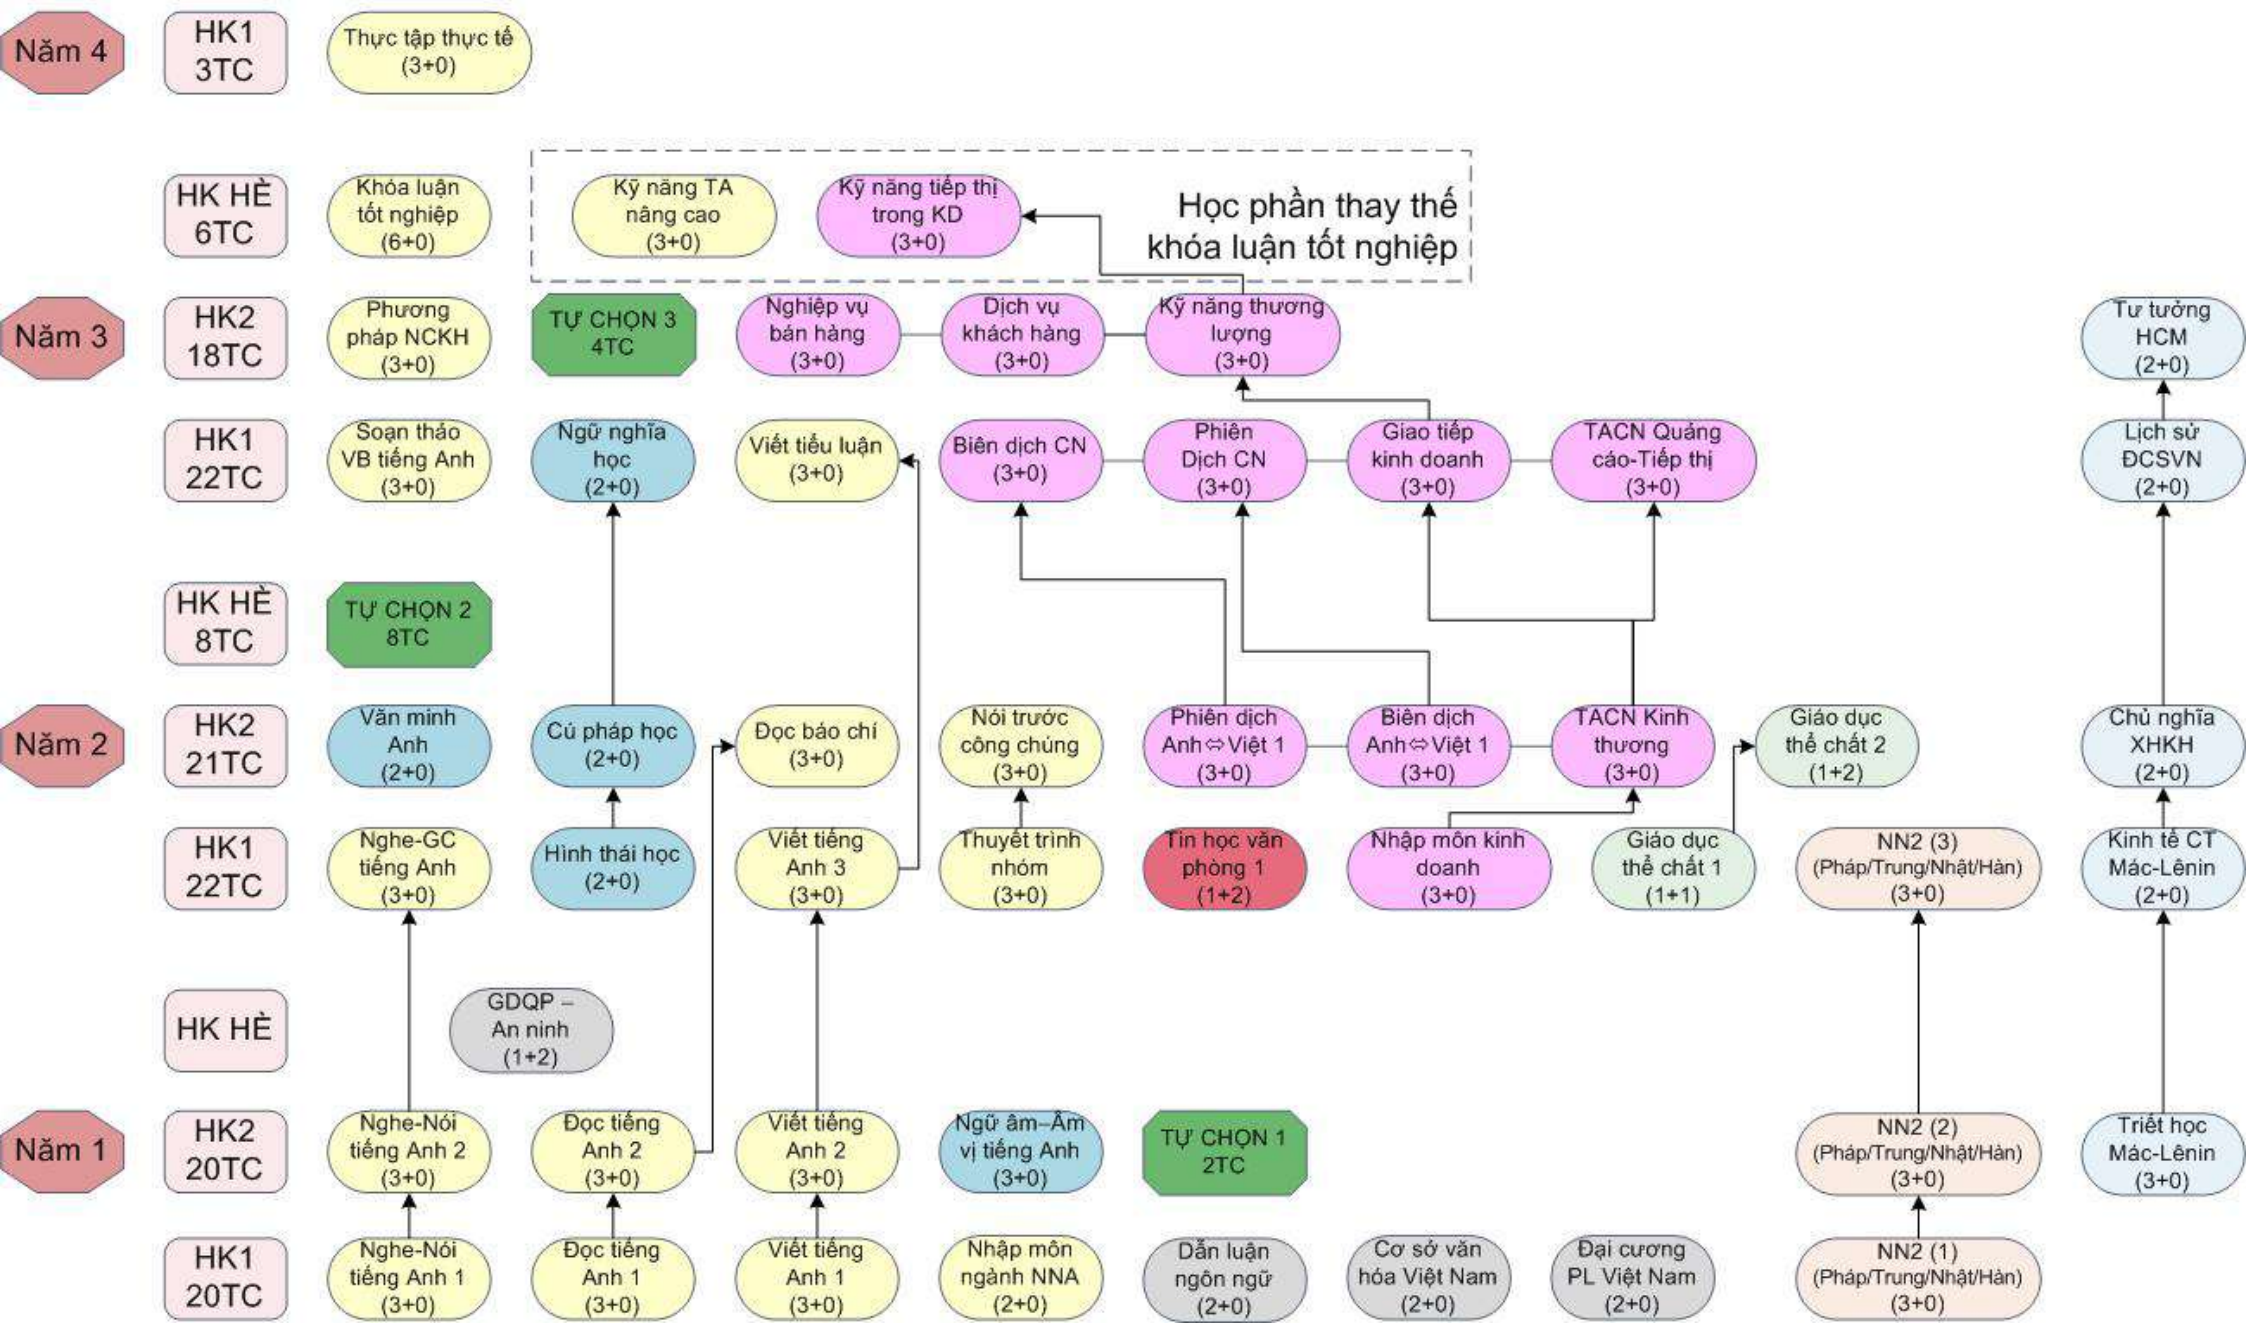 Năm 4
HK1
3TC
Thực tập thực tế
(3+0)
HK HÈ
6TC
Khóa luận
tốt nghiệp
(6+0)
Kỹ năng TA
nâng cao
(3+0)
Kỹ năng tiếp thị
trong KD
(3+0)
Học phần thay thế
khóa luận tốt nghiệp
Năm 3
HK2
18TC
Phương
pháp NCKH
(3+0)
TỰ CHỌN 3
4TC
Nghiệp vụ
bán hàng
(3+0)
Dịch vụ
khách hàng
(3+0)
Kỹ năng thương
lượng
(3+0)
Tư tưởng
HCM
(2+0)
HK1
22TC
Soạn thảo
VB tiếng Anh
(3+0)
Ngữ nghĩa
học
(2+0)
Viết tiểu luận
(3+0)
Biên dịch CN
(3+0)
Phiên
Dịch CN
(3+0)
Giao tiếp
kinh doanh
(3+0)
TACN Quảng
cáo-Tiếp thị
(3+0)
Lịch sử
ĐCSVN
(2+0)
HK HÈ
8TC
TỰ CHỌN 2
8TC
Năm 2
HK2
21TC
Văn minh
Anh
(2+0)
Cú pháp học
(2+0)
Đọc báo chí
(3+0)
Nói trước
công chúng
(3+0)
Phiên dịch
Anh⇔Việt 1
(3+0)
Biên dịch
Anh⇔Việt 1
(3+0)
TACN Kinh
thương
(3+0)
Giáo dục
thể chất 2
(1+2)
Chủ nghĩa
XHKH
(2+0)
HK1
22TC
Nghe-GC
tiếng Anh
(3+0)
Hình thái học
(2+0)
Viết tiếng
Anh 3
(3+0)
Thuyết trình
nhóm
(3+0)
Tin học văn
phòng 1
(1+2)
Nhập môn kinh
doanh
(3+0)
Giáo dục
thể chất 1
(1+1)
NN2 (3)
(Pháp/Trung/Nhật/Hàn)
(3+0)
Kinh tế CT
Mác-Lênin
(2+0)
HK HÈ
GDQP –
An ninh
(1+2)
Năm 1
HK2
20TC
Nghe-Nói
tiếng Anh 2
(3+0)
Đọc tiếng
Anh 2
(3+0)
Viết tiếng
Anh 2
(3+0)
Ngữ âm–Âm
vị tiếng Anh
(3+0)
TỰ CHỌN 1
2TC
NN2 (2)
(Pháp/Trung/Nhật/Hàn)
(3+0)
Triết học
Mác-Lênin
(3+0)
HK1
20TC
Nghe-Nói
tiếng Anh 1
(3+0)
Đọc tiếng
Anh 1
(3+0)
Viết tiếng
Anh 1
(3+0)
Nhập môn
ngành NNA
(2+0)
Dẫn luận
ngôn ngữ
(2+0)
Cơ sở văn
hóa Việt Nam
(2+0)
Đại cương
PL Việt Nam
(2+0)
NN2 (1)
(Pháp/Trung/Nhật/Hàn)
(3+0)